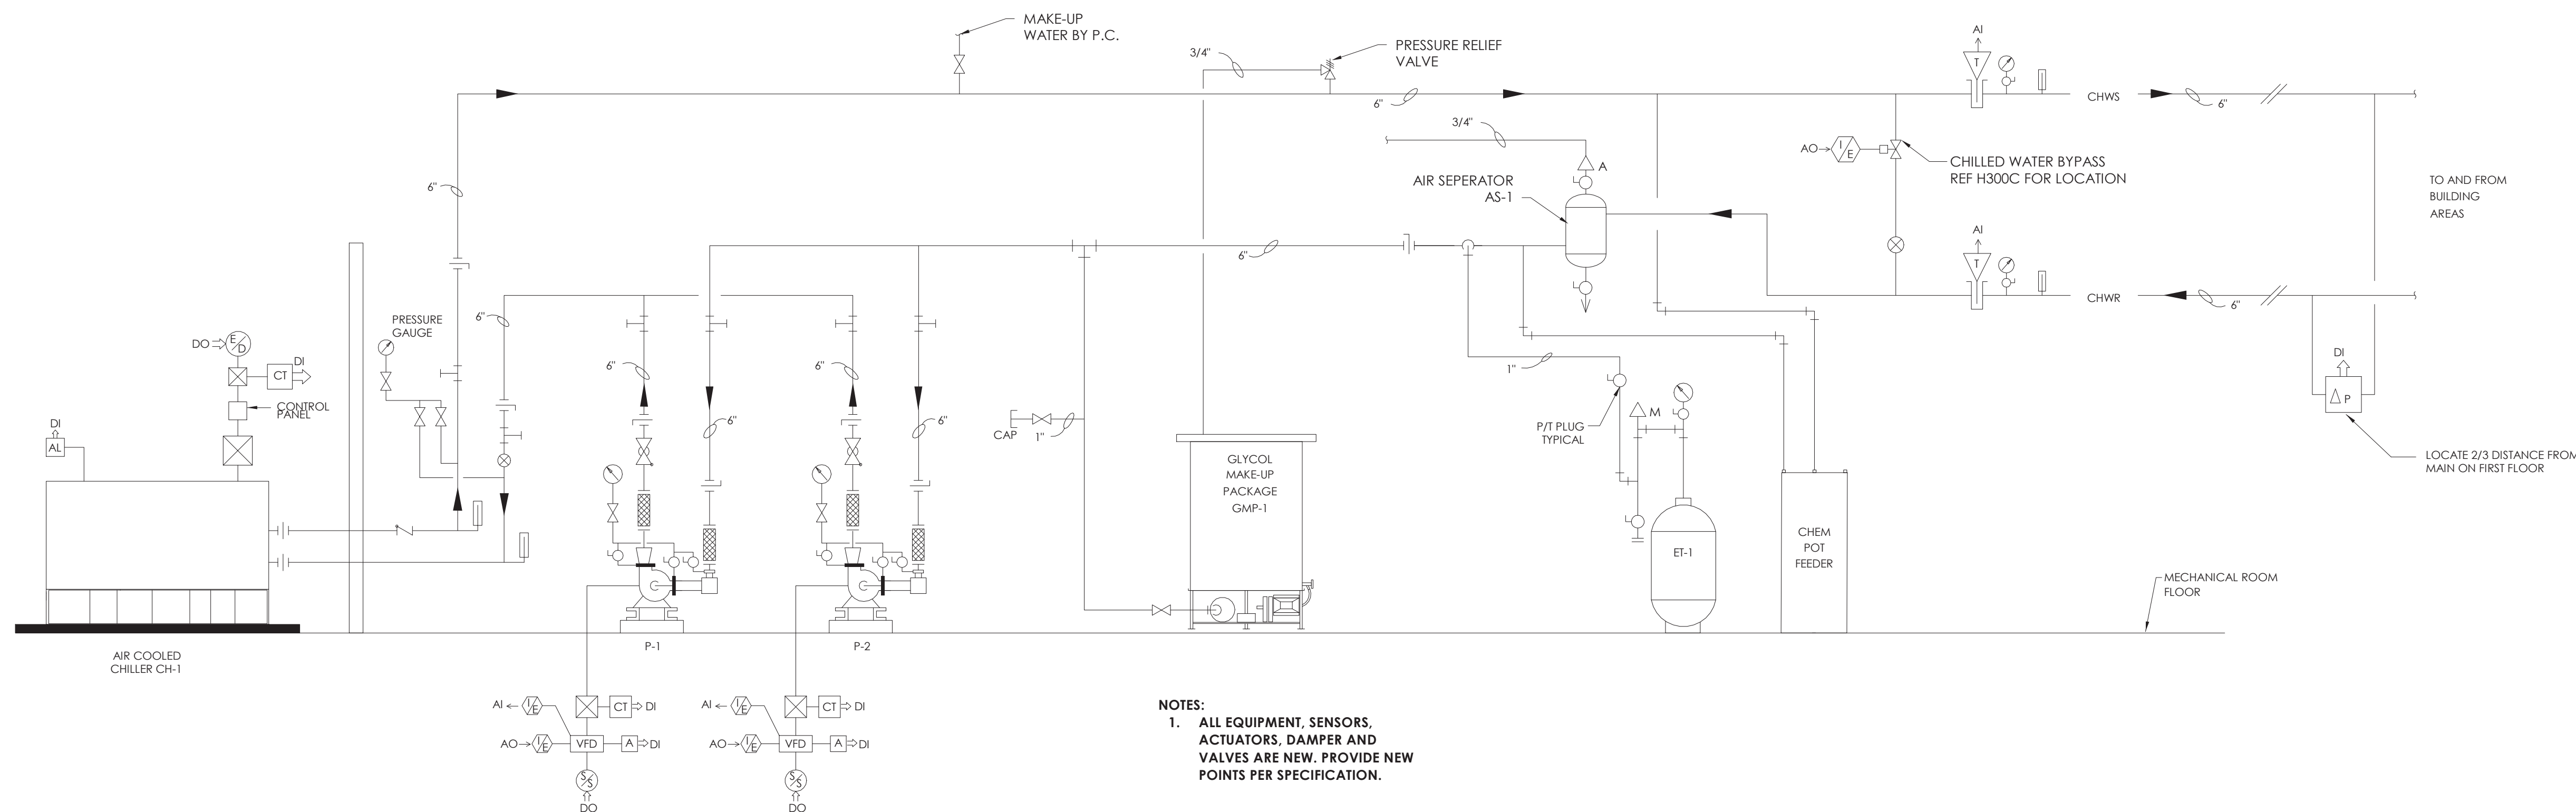 MAKE-UP
WATER BY P.C.
3/4"
PRESSURE RELIEF
VALVE
6"
AI
T
CHWS
6"
3/4"
A
AIR SEPERATOR
AS-1
AO
I/E
CHILLED WATER BYPASS
REF H300C FOR LOCATION
TO AND FROM
BUILDING
AREAS
6"
6"
AI
T
CHWR
6"
PRESSURE
GAUGE
6"
DO
E/D
CT
DI
CONTROL
PANEL
DI
AL
6"
6"
6"
6"
CAP
1"
1"
P/T PLUG
TYPICAL
M
DI
Δ P
LOCATE 2/3 DISTANCE FROM
MAIN ON FIRST FLOOR
GLYCOL
MAKE-UP
PACKAGE
GMP-1
ET-1
CHEM
POT
FEEDER
MECHANICAL ROOM
FLOOR
AIR COOLED
CHILLER CH-1
P-1
P-2
AI
I/E
CT
DI
AO
I/E
VFD
A
DI
S/S
DO
AI
I/E
CT
DI
AO
I/E
VFD
A
DI
S/S
DO
NOTES:
1. ALL EQUIPMENT, SENSORS,
ACTUATORS, DAMPER AND
VALVES ARE NEW. PROVIDE NEW
POINTS PER SPECIFICATION.